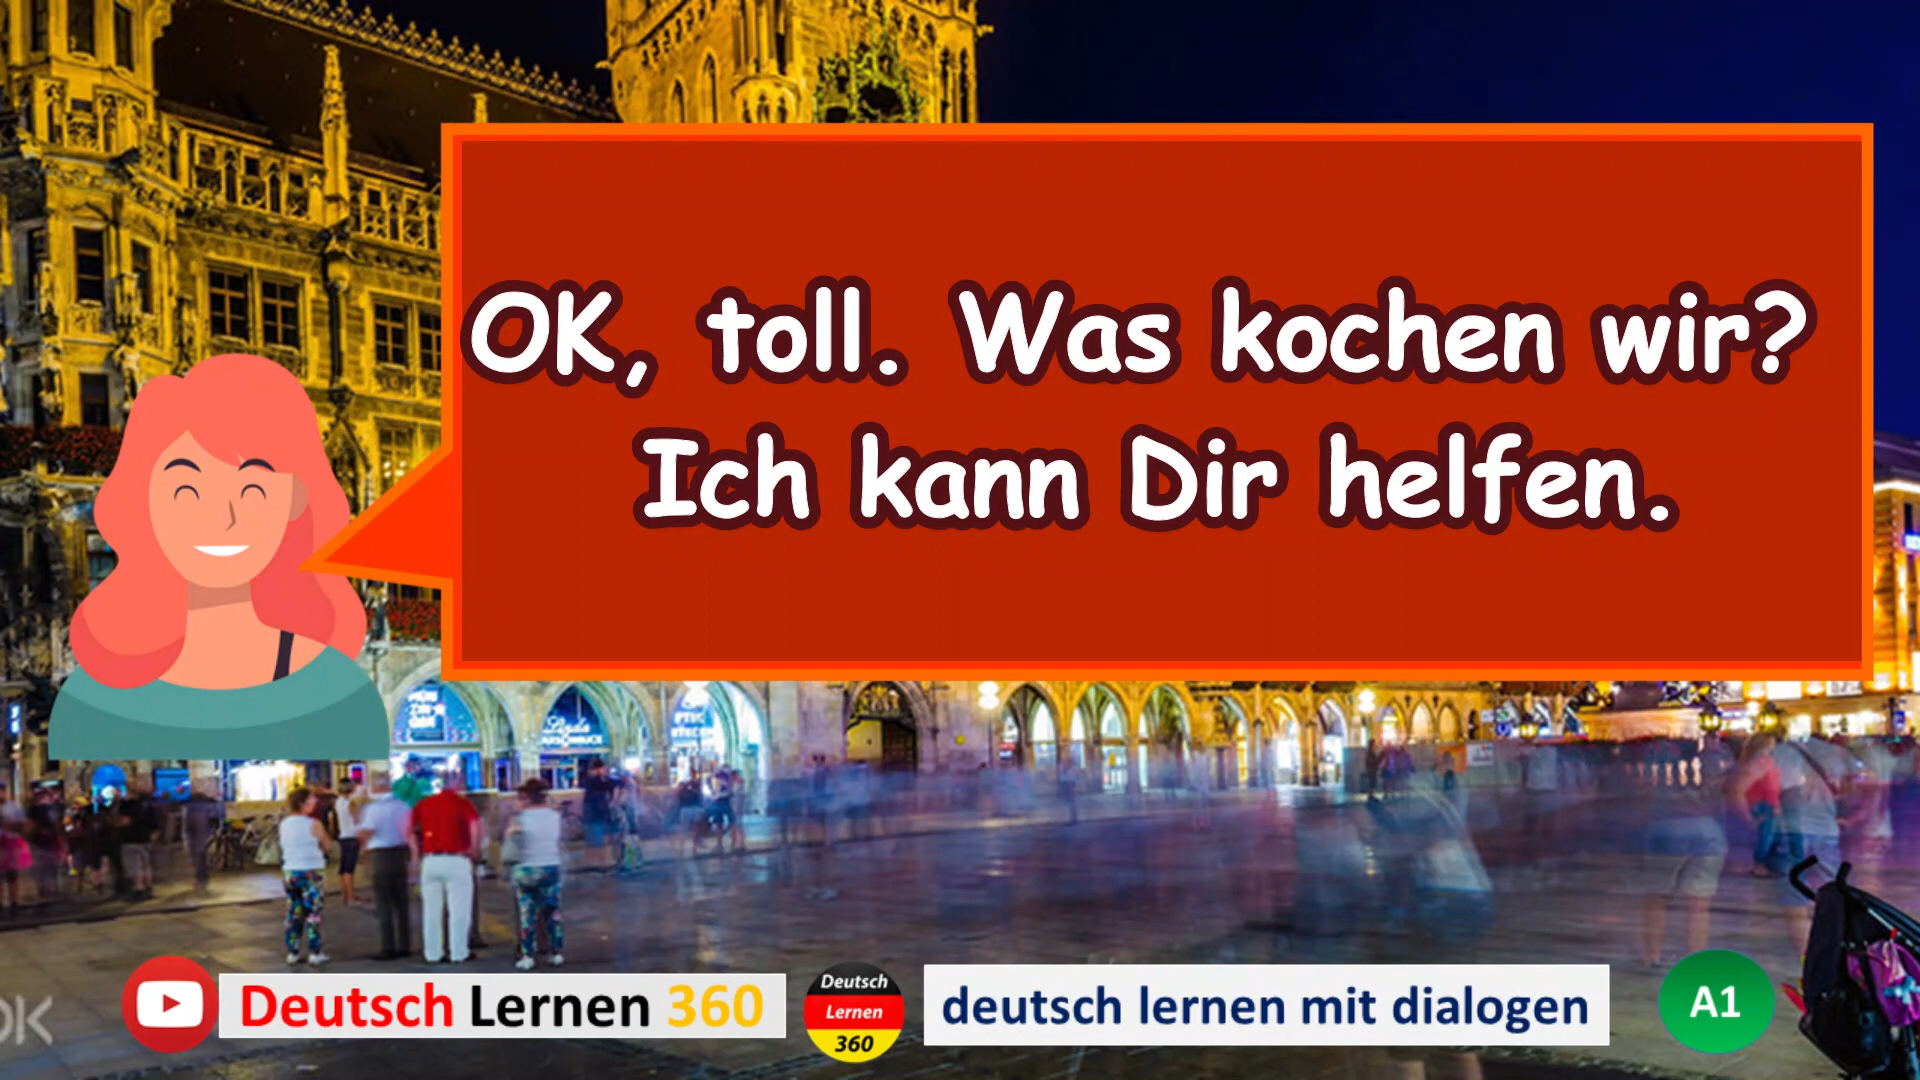 OK, toll. Was kochen wir?
Ich kann Dir helfen.
Deutsch Lernen 360
Deutsch
Lernen
360
deutsch lernen mit dialogen
A1